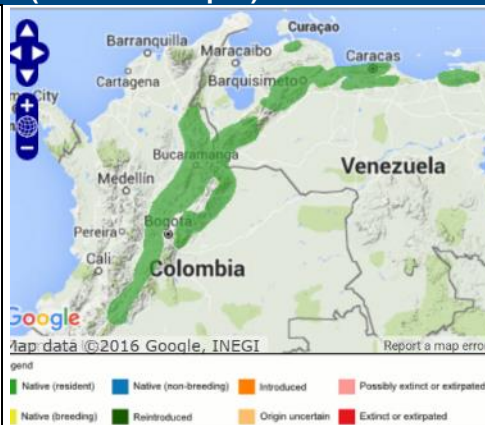 Curaçao
Barranquilla
Maracaibo
Caracas
Cartagena
Barquisimeto
City
Bucaramanga
Medellín
Venezuela
Pereira
Bogota
Cali
Colombia
Google
Map data ©2016 Google, INEGI
Report a map error
gend
Native (resident)
Native (non-breeding)
Introduced
Possibly extinct or extirpated
Native (breeding)
Reintroduced
Origin uncertain
Extinct or extirpated